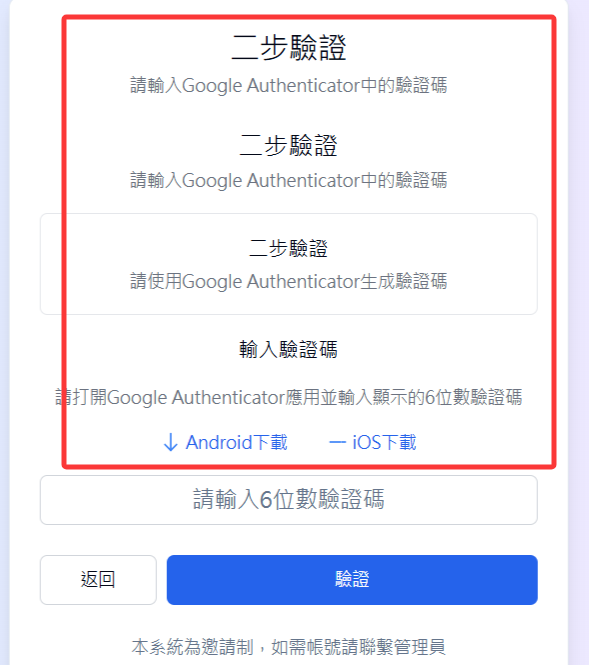 二步驗證
請輸入Google Authenticator中的驗證碼
二步驗證
請輸入Google Authenticator中的驗證碼
二步驗證
請使用Google Authenticator生成驗證碼
輸入驗證碼
請打開Google Authenticator應用並輸入顯示的6位數驗證碼
Android下載 iOS下載
請輸入6位數驗證碼
返回 驗證
本系統為邀請制，如需帳號請聯繫管理員